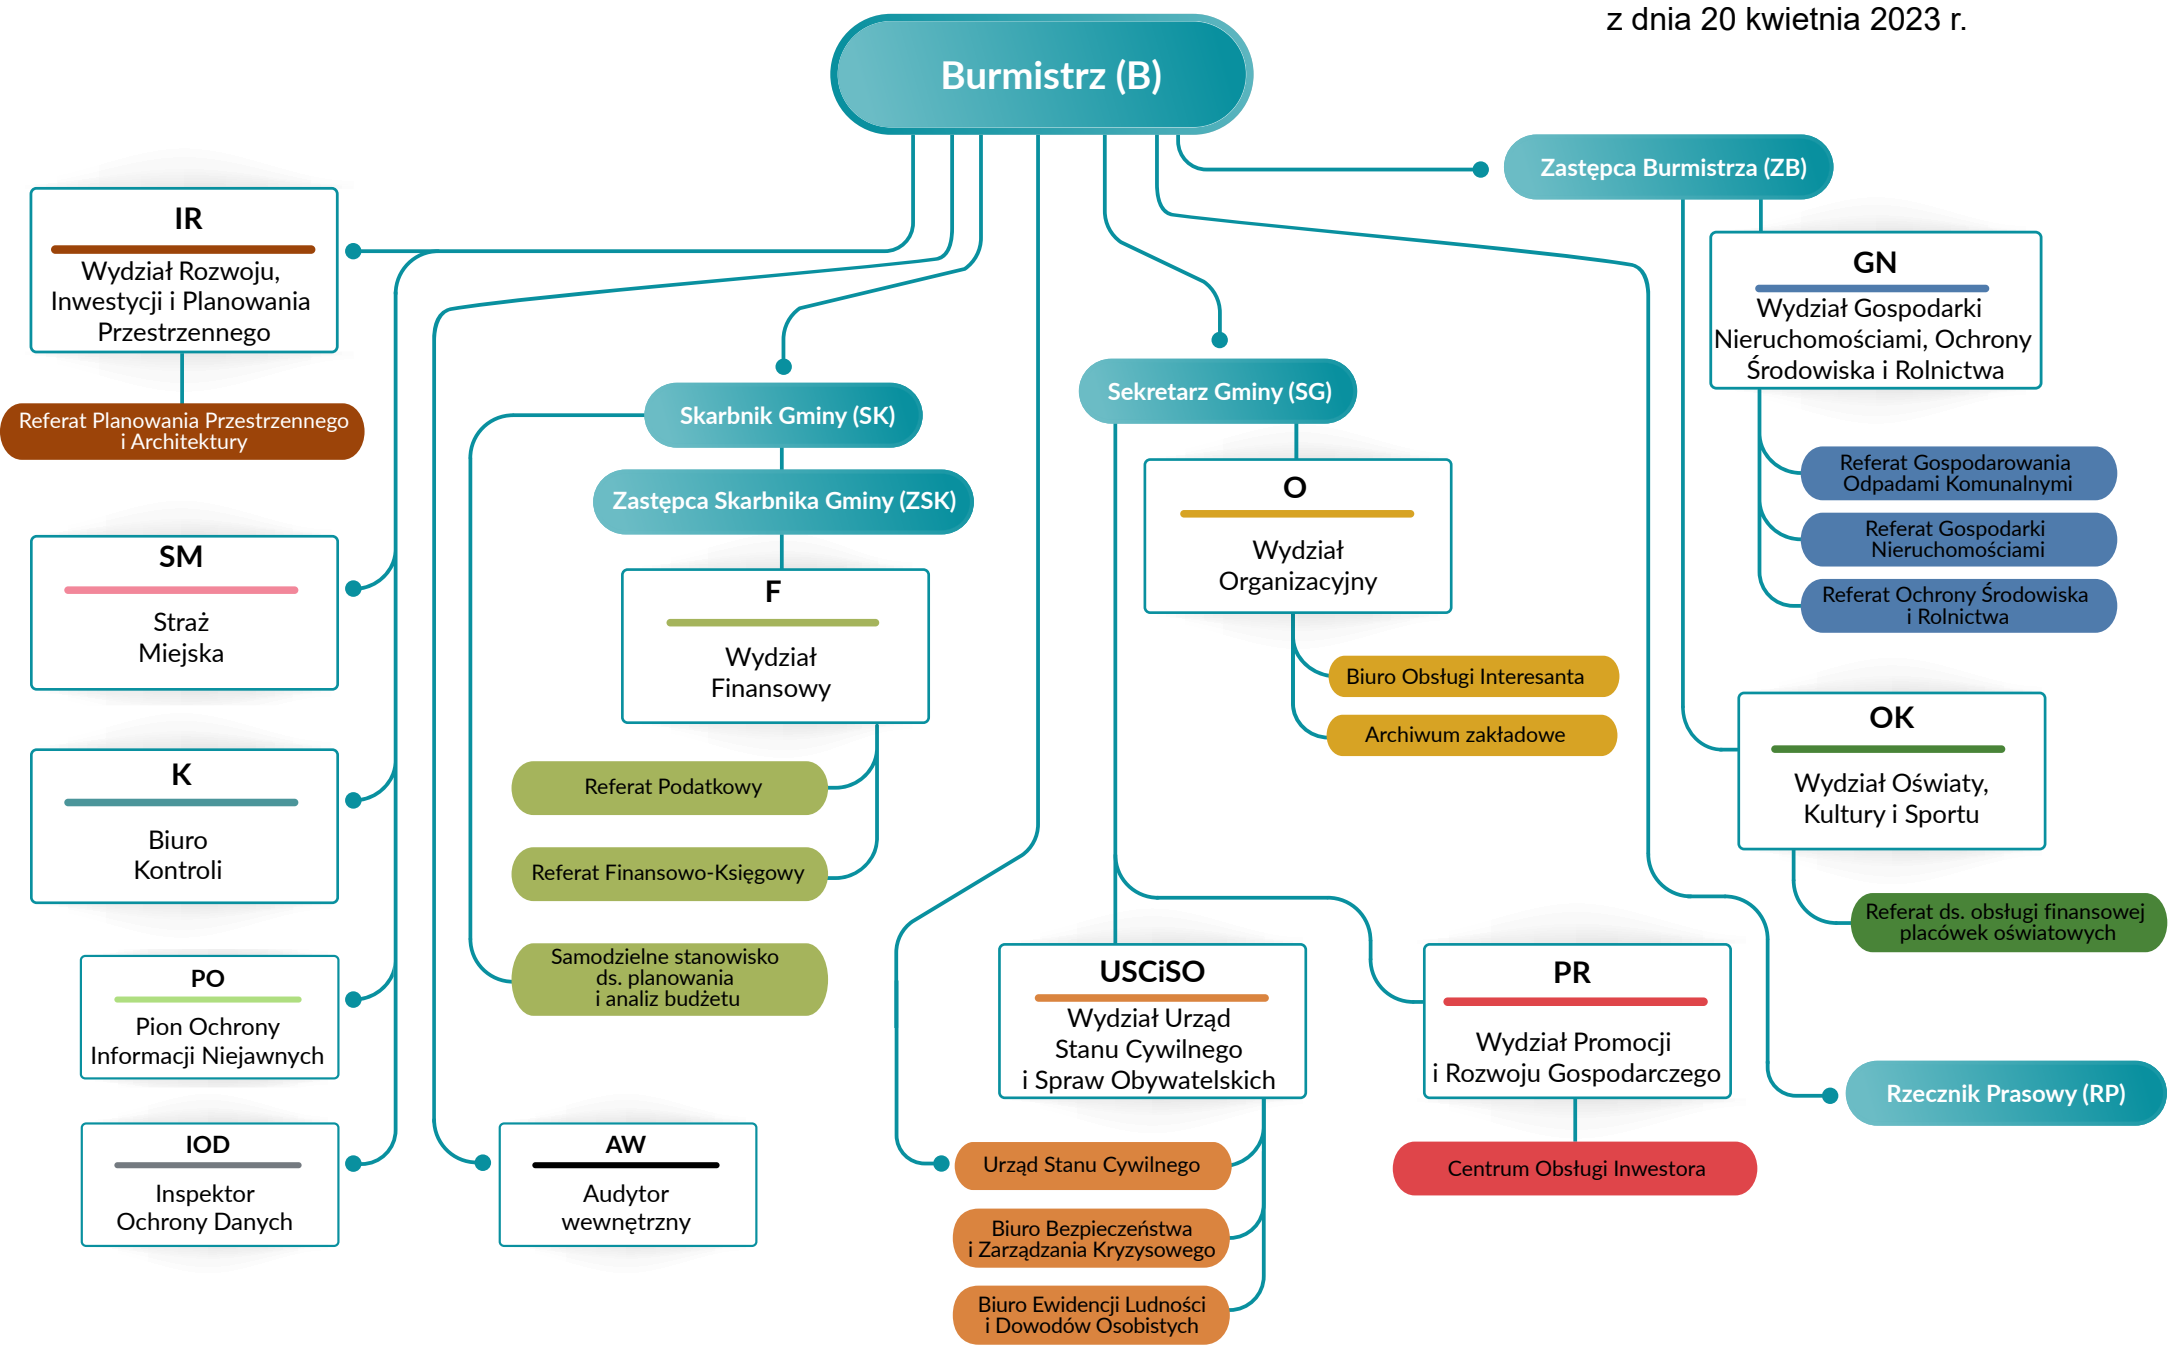 z dnia 20 kwietnia 2023 r.
Burmistrz (B)
Zastępca Burmistrza (ZB)
IR
Wydział Rozwoju,
Inwestycji i Planowania
Przestrzennego
Referat Planowania Przestrzennego
i Architektury
SM
Straż
Miejska
K
Biuro
Kontroli
PO
Pion Ochrony
Informacji Niejawnych
IOD
Inspektor
Ochrony Danych
AW
Audytor
wewnętrzny
Skarbnik Gminy (SK)
Zastępca Skarbnika Gminy (ZSK)
F
Wydział
Finansowy
Referat Podatkowy
Referat Finansowo-Księgowy
Samodzielne stanowisko
ds. planowania
i analiz budżetu
Sekretarz Gminy (SG)
O
Wydział
Organizacyjny
Biuro Obsługi Interesanta
Archiwum zakładowe
USCiSO
Wydział Urząd
Stanu Cywilnego
i Spraw Obywatelskich
Urząd Stanu Cywilnego
Biuro Bezpieczeństwa
i Zarządzania Kryzysowego
Biuro Ewidencji Ludności
i Dowodów Osobistych
PR
Wydział Promocji
i Rozwoju Gospodarczego
Centrum Obsługi Inwestora
GN
Wydział Gospodarki
Nieruchomościami, Ochrony
Środowiska i Rolnictwa
Referat Gospodarowania
Odpadami Komunalnymi
Referat Gospodarki
Nieruchomościami
Referat Ochrony Środowiska
i Rolnictwa
OK
Wydział Oświaty,
Kultury i Sportu
Referat ds. obsługi finansowej
placówek oświatowych
Rzecznik Prasowy (RP)